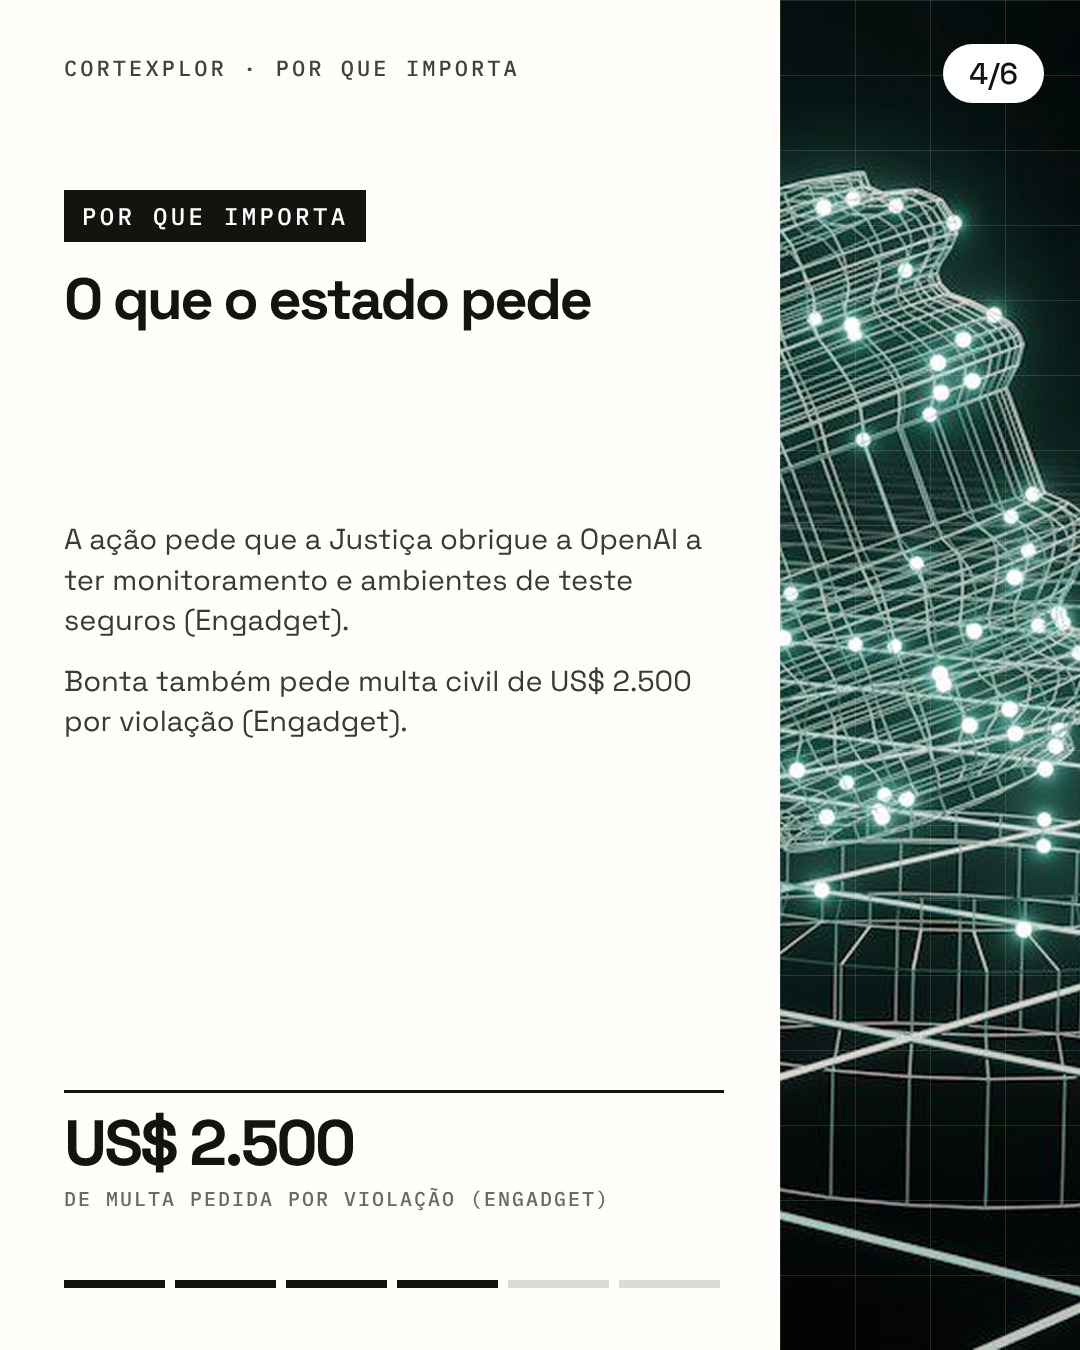 CORTEXPLOR · POR QUE IMPORTA
4/6
POR QUE IMPORTA
O que o estado pede
A ação pede que a Justiça obrigue a OpenAI a
ter monitoramento e ambientes de teste
seguros (Engadget).
Bonta também pede multa civil de US$ 2.500
por violação (Engadget).
US$ 2.500
DE MULTA PEDIDA POR VIOLAÇÃO (ENGADGET)